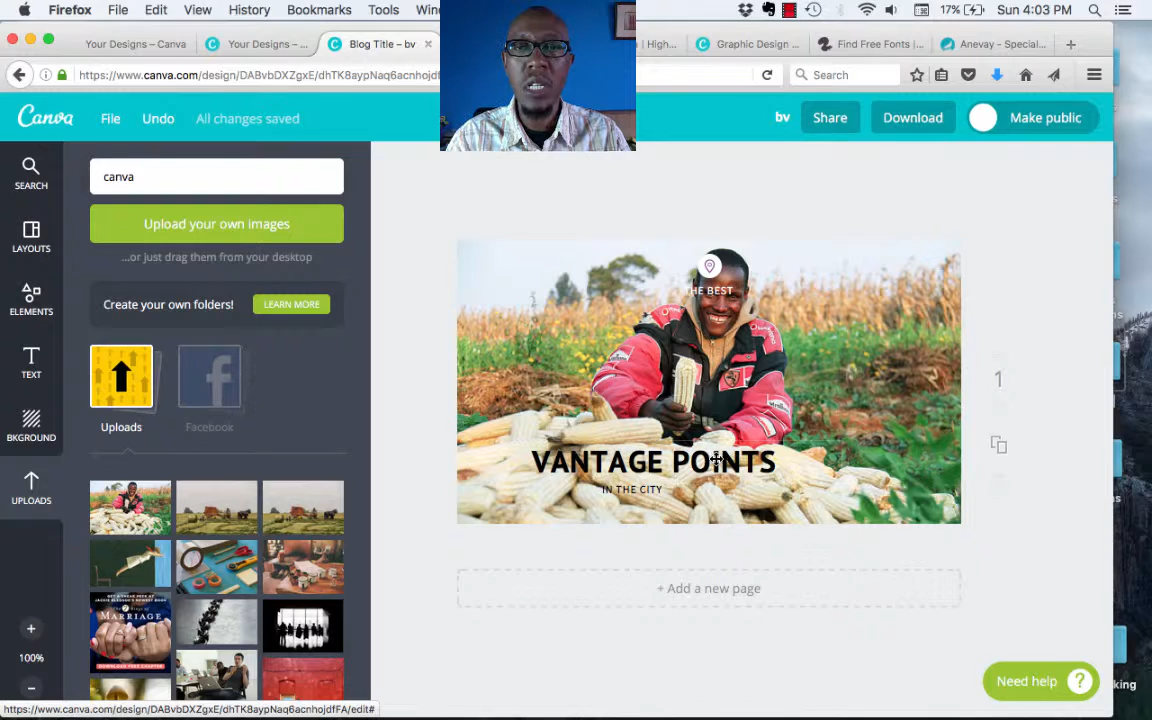 Firefox File Edit View History Bookmarks Tools 17% Sun 4:03 PM
Your Designs – Canva Your Designs – ... Blog Title – bv Graphic Design ... Find Free Fonts | ... Anevay – Special...
https://www.canva.com/design/DABvbDXZgxE/dhTK8aypNaq6acnhojdf Search
Canva File Undo All changes saved bv Share Download Make public
canva
SEARCH
Upload your own images
LAYOUTS
...or just drag them from your desktop
Create your own folders! LEARN MORE
ELEMENTS
THE BEST
TEXT
1
Uploads Facebook
BKGROUND
VANTAGE POINTS
IN THE CITY
UPLOADS
+ Add a new page
MARRIAGE
100%
Need help ?
https://www.canva.com/design/DABvbDXZgxE/dhTK8aypNaq6acnhojdfFA/edit#
king